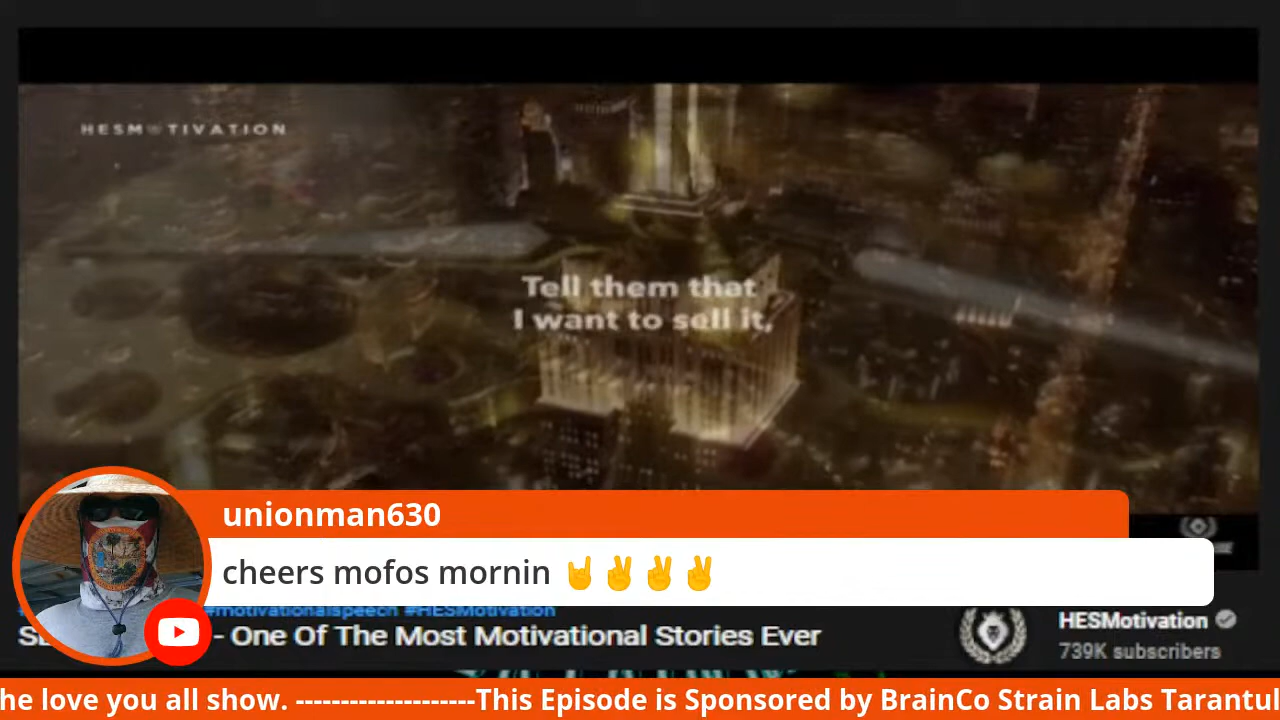 HESMOTIVATION
Tell them that
I want to sell it,
unionman630
cheers mofos mornin 🤘✌️✌️✌️
#motivationalspeech #HESMotivation
- One Of The Most Motivational Stories Ever
HESMotivation
739K subscribers
he love you all show. --------------------This Episode is Sponsored by BrainCo Strain Labs Tarantul